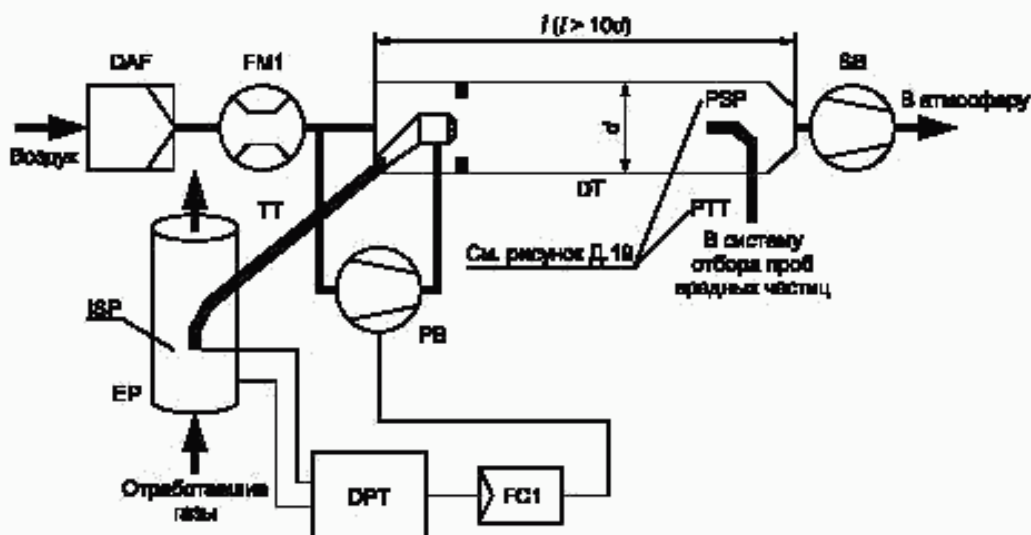 l (l > 10d)
DAF
FM1
SB
Воздух
PSP
В атмосферу
d
DT
TT
PTT
См. рисунок Д.19
В систему
отбора проб
вредных частиц
ISP
PB
EP
Отработавшие
газы
DPT
FC1